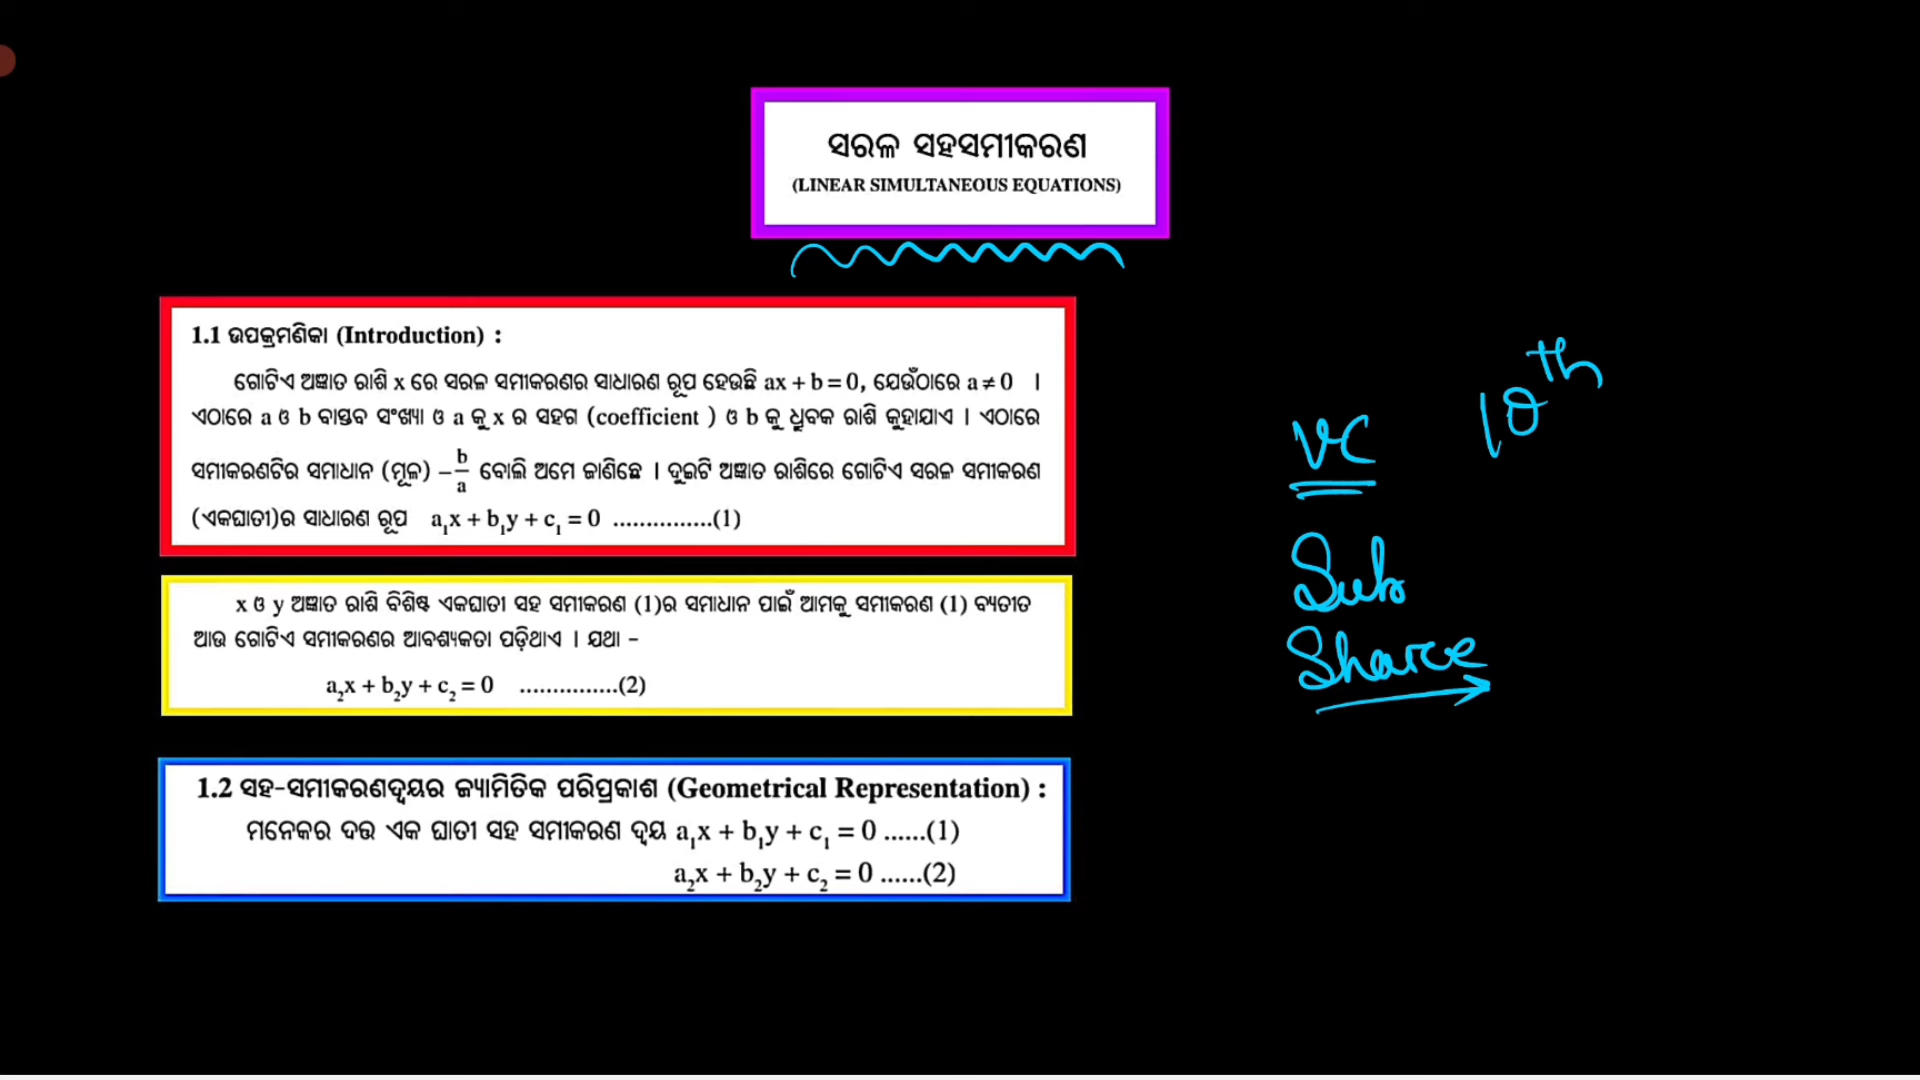 ସରଳ ସହସମୀକରଣ
(LINEAR SIMULTANEOUS EQUATIONS)
1.1 ଉପକ୍ରମଣିକା (Introduction) :
ଗୋଟିଏ ଅଜ୍ଞାତ ରାଶି x ରେ ସରଳ ସମୀକରଣର ସାଧାରଣ ରୂପ ହେଉଛି ax + b = 0, ଯେଉଁଠାରେ a ≠ 0 ।
ଏଠାରେ a ଓ b ବାସ୍ତବ ସଂଖ୍ୟା ଓ a କୁ x ର ସହଗ (coefficient ) ଓ b କୁ ଧ୍ରୁବକ ରାଶି କୁହାଯାଏ । ଏଠାରେ
ସମୀକରଣଟିର ସମାଧାନ (ମୂଳ) −b/a ବୋଲି ଅମେ ଜାଣିଛେ । ଦୁଇଟି ଅଜ୍ଞାତ ରାଶିରେ ଗୋଟିଏ ସରଳ ସମୀକରଣ
(ଏକଘାତୀ)ର ସାଧାରଣ ରୂପ a₁x + b₁y + c₁ = 0 ...............(1)
x ଓ y ଅଜ୍ଞାତ ରାଶି ବିଶିଷ୍ଟ ଏକଘାତୀ ସହ ସମୀକରଣ (1)ର ସମାଧାନ ପାଇଁ ଆମକୁ ସମୀକରଣ (1) ବ୍ୟତୀତ
ଆଉ ଗୋଟିଏ ସମୀକରଣର ଆବଶ୍ୟକତା ପଡ଼ିଥାଏ । ଯଥା –
a₂x + b₂y + c₂ = 0 ...............(2)
1.2 ସହ-ସମୀକରଣଦ୍ୱୟର ଜ୍ୟାମିତିକ ପରିପ୍ରକାଶ (Geometrical Representation) :
ମନେକର ଦତ୍ତ ଏକ ଘାତୀ ସହ ସମୀକରଣ ଦ୍ୱୟ a₁x + b₁y + c₁ = 0 ......(1)
a₂x + b₂y + c₂ = 0 ......(2)
VC 10th
Sub
Share